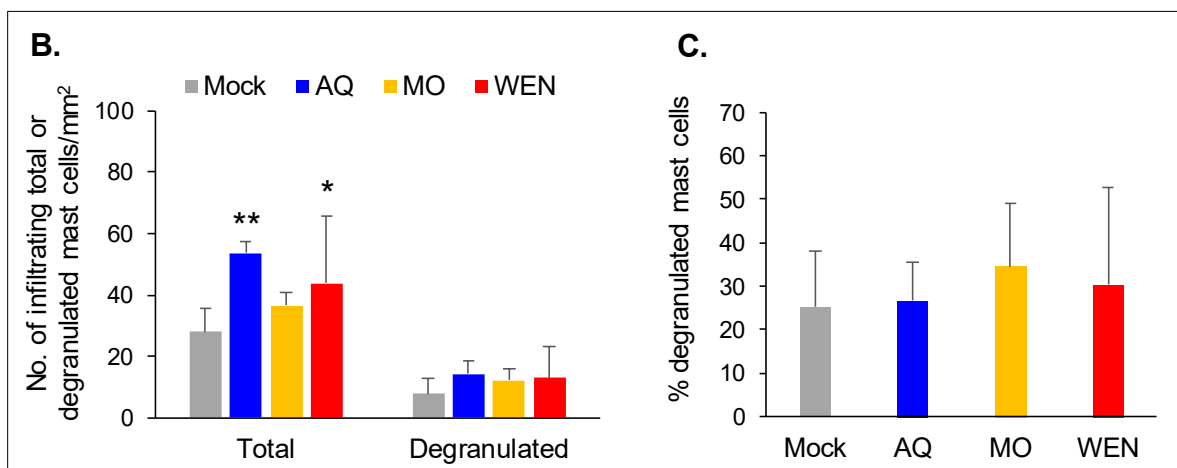 B.
Mock AQ MO WEN
No. of infiltrating total or
degranulated mast cells/mm²
100
80
60
40
20
0
**
*
Total Degranulated
C.
% degranulated mast cells
70
60
50
40
30
20
10
0
Mock AQ MO WEN